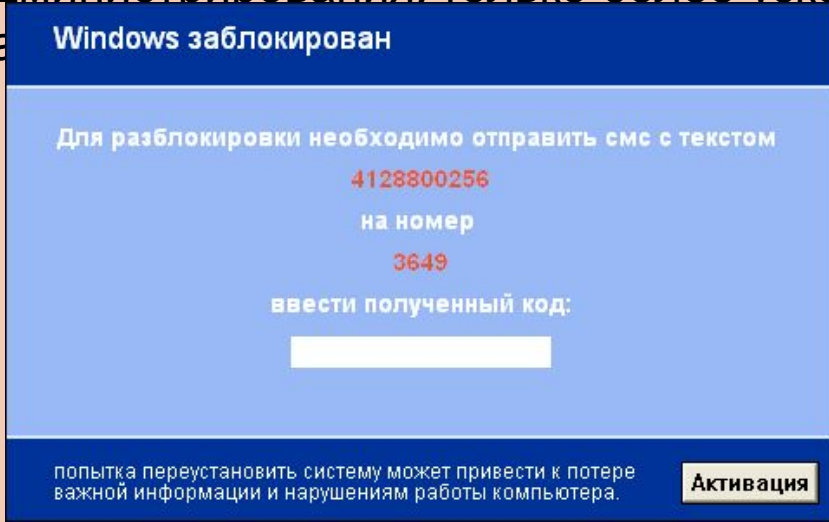 Windows заблокирован
Для разблокировки необходимо отправить смс с текстом
4128800256
на номер
3649
ввести полученный код:
попытка переустановить систему может привести к потере
важной информации и нарушениям работы компьютера.
Активация